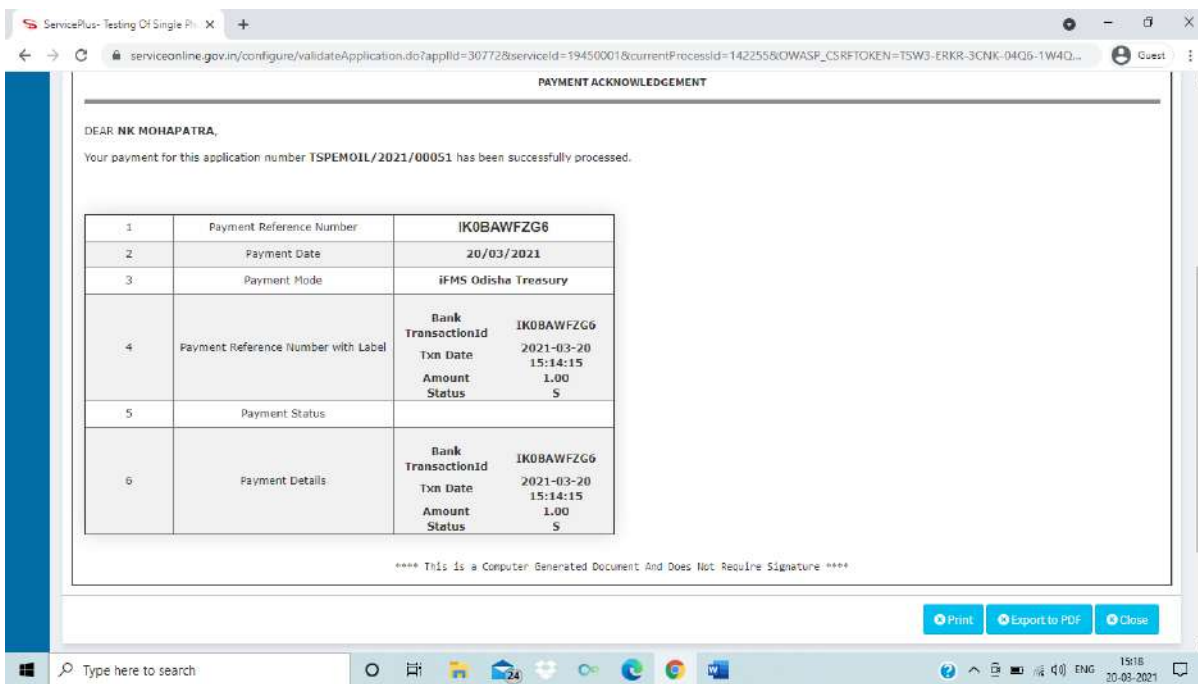 ServicePlus- Testing Of Single Ph
serviceonline.gov.in/configure/validateApplication.do?applId=30772&serviceId=19450001&currentProcessId=142255&OWASP_CSRFTOKEN=TSW3-ERKR-3CNK-04Q6-1W4Q...
Guest
PAYMENT ACKNOWLEDGEMENT
DEAR NK MOHAPATRA,
Your payment for this application number TSPEMOIL/2021/00051 has been successfully processed.
1 Payment Reference Number IK0BAWFZG6
2 Payment Date 20/03/2021
3 Payment Mode iFMS Odisha Treasury
4 Payment Reference Number with Label
Bank TransactionId IK0BAWFZG6
Txn Date 2021-03-20 15:14:15
Amount 1.00
Status S
5 Payment Status
6 Payment Details
Bank TransactionId IK0BAWFZG6
Txn Date 2021-03-20 15:14:15
Amount 1.00
Status S
**** This is a Computer Generated Document And Does Not Require Signature ****
Print Export to PDF Close
Type here to search
24
ENG
15:18
20-03-2021